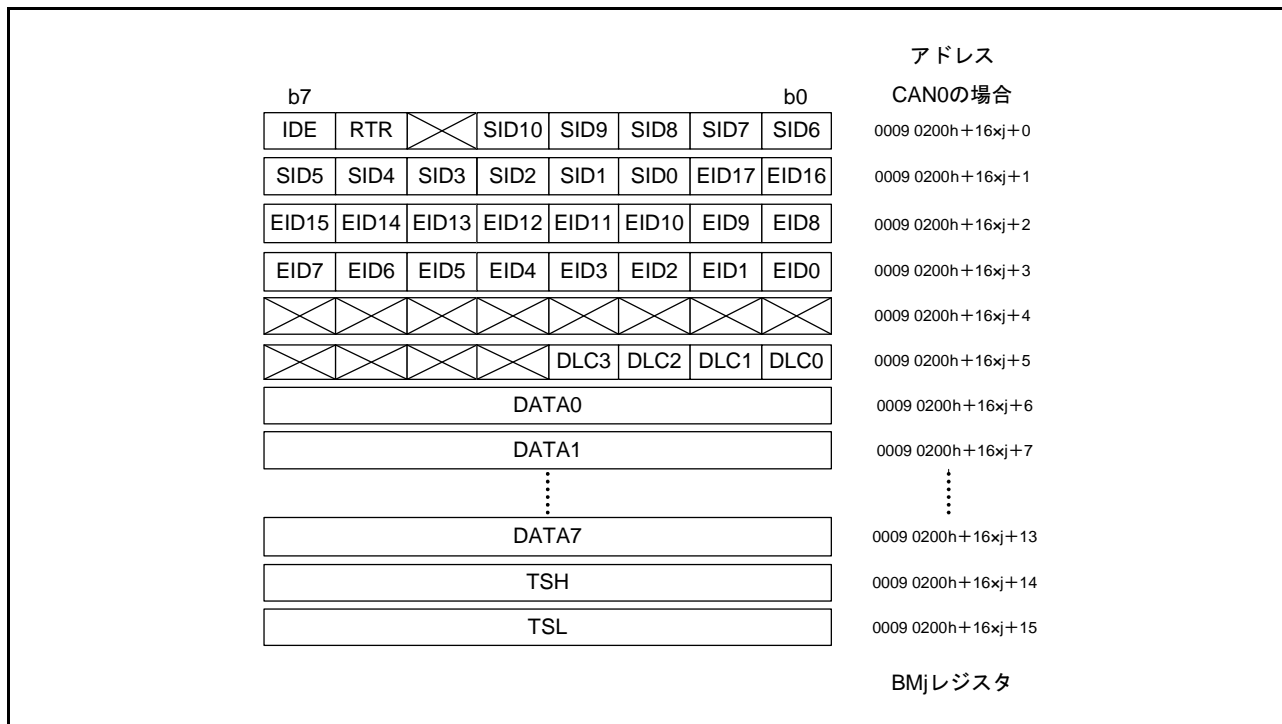 アドレス
b7 b0 CAN0の場合
IDE RTR SID10 SID9 SID8 SID7 SID6 0009 0200h＋16×j＋0
SID5 SID4 SID3 SID2 SID1 SID0 EID17 EID16 0009 0200h＋16×j＋1
EID15 EID14 EID13 EID12 EID11 EID10 EID9 EID8 0009 0200h＋16×j＋2
EID7 EID6 EID5 EID4 EID3 EID2 EID1 EID0 0009 0200h＋16×j＋3
0009 0200h＋16×j＋4
DLC3 DLC2 DLC1 DLC0 0009 0200h＋16×j＋5
DATA0 0009 0200h＋16×j＋6
DATA1 0009 0200h＋16×j＋7
DATA7 0009 0200h＋16×j＋13
TSH 0009 0200h＋16×j＋14
TSL 0009 0200h＋16×j＋15
BMjレジスタ